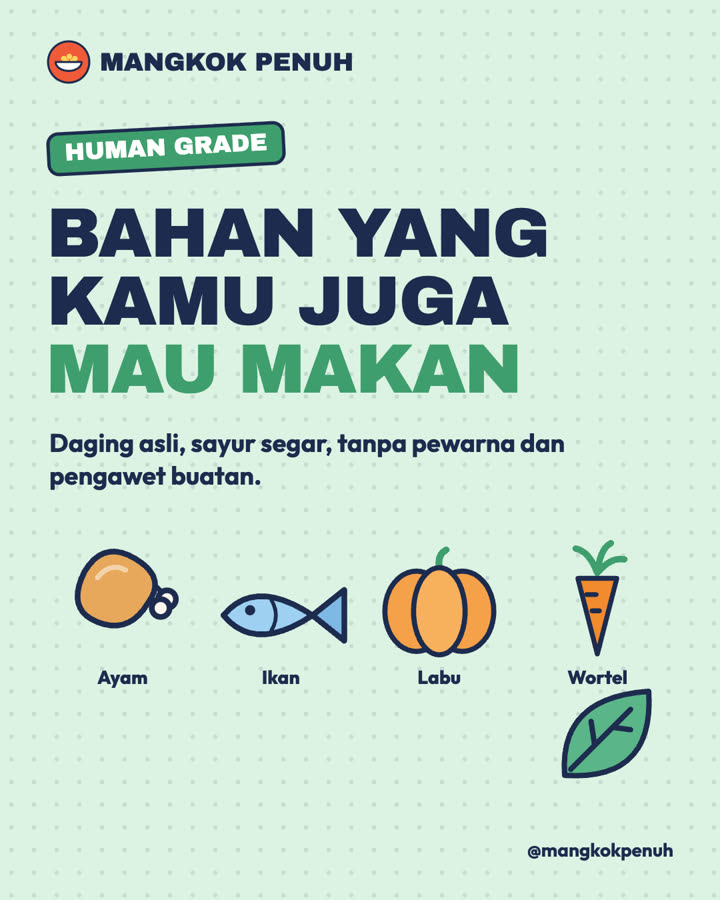 MANGKOK PENUH
HUMAN GRADE
BAHAN YANG
KAMU JUGA
MAU MAKAN
Daging asli, sayur segar, tanpa pewarna dan
pengawet buatan.
Ayam
Ikan
Labu
Wortel
@mangkokpenuh